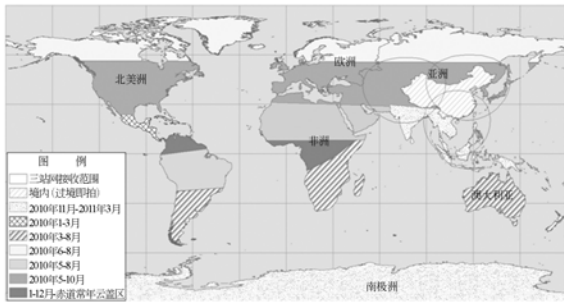 北美洲
欧洲
亚洲
非洲
澳大利亚
南极洲
图 例
三站网接收范围
境内(过境即拍)
2010年11月-2011年3月
2010年1-3月
2010年3-8月
2010年6-8月
2010年5-8月
2010年5-10月
1-12月-赤道常年云盖区